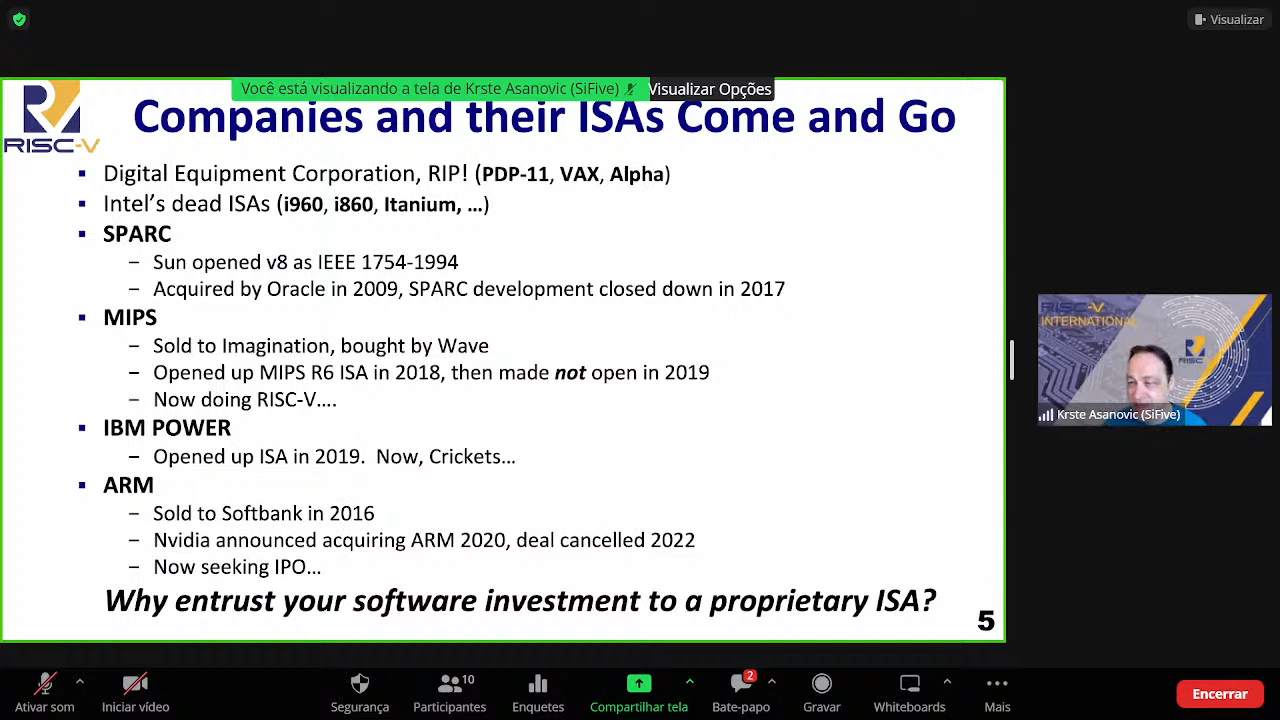 Visualizar
Você está visualizando a tela de Krste Asanovic (SiFive)
Visualizar Opções
RISC-V
Companies and their ISAs Come and Go
▪ Digital Equipment Corporation, RIP! (PDP-11, VAX, Alpha)
▪ Intel's dead ISAs (i960, i860, Itanium, …)
▪ SPARC
– Sun opened v8 as IEEE 1754-1994
– Acquired by Oracle in 2009, SPARC development closed down in 2017
▪ MIPS
– Sold to Imagination, bought by Wave
– Opened up MIPS R6 ISA in 2018, then made not open in 2019
– Now doing RISC-V….
▪ IBM POWER
– Opened up ISA in 2019. Now, Crickets…
▪ ARM
– Sold to Softbank in 2016
– Nvidia announced acquiring ARM 2020, deal cancelled 2022
– Now seeking IPO…
Why entrust your software investment to a proprietary ISA?
5
RISC-V
INTERNATIONAL
RISC
Krste Asanovic (SiFive)
Ativar som
Iniciar vídeo
Segurança
10
Participantes
Enquetes
Compartilhar tela
2
Bate-papo
Gravar
Whiteboards
Mais
Encerrar